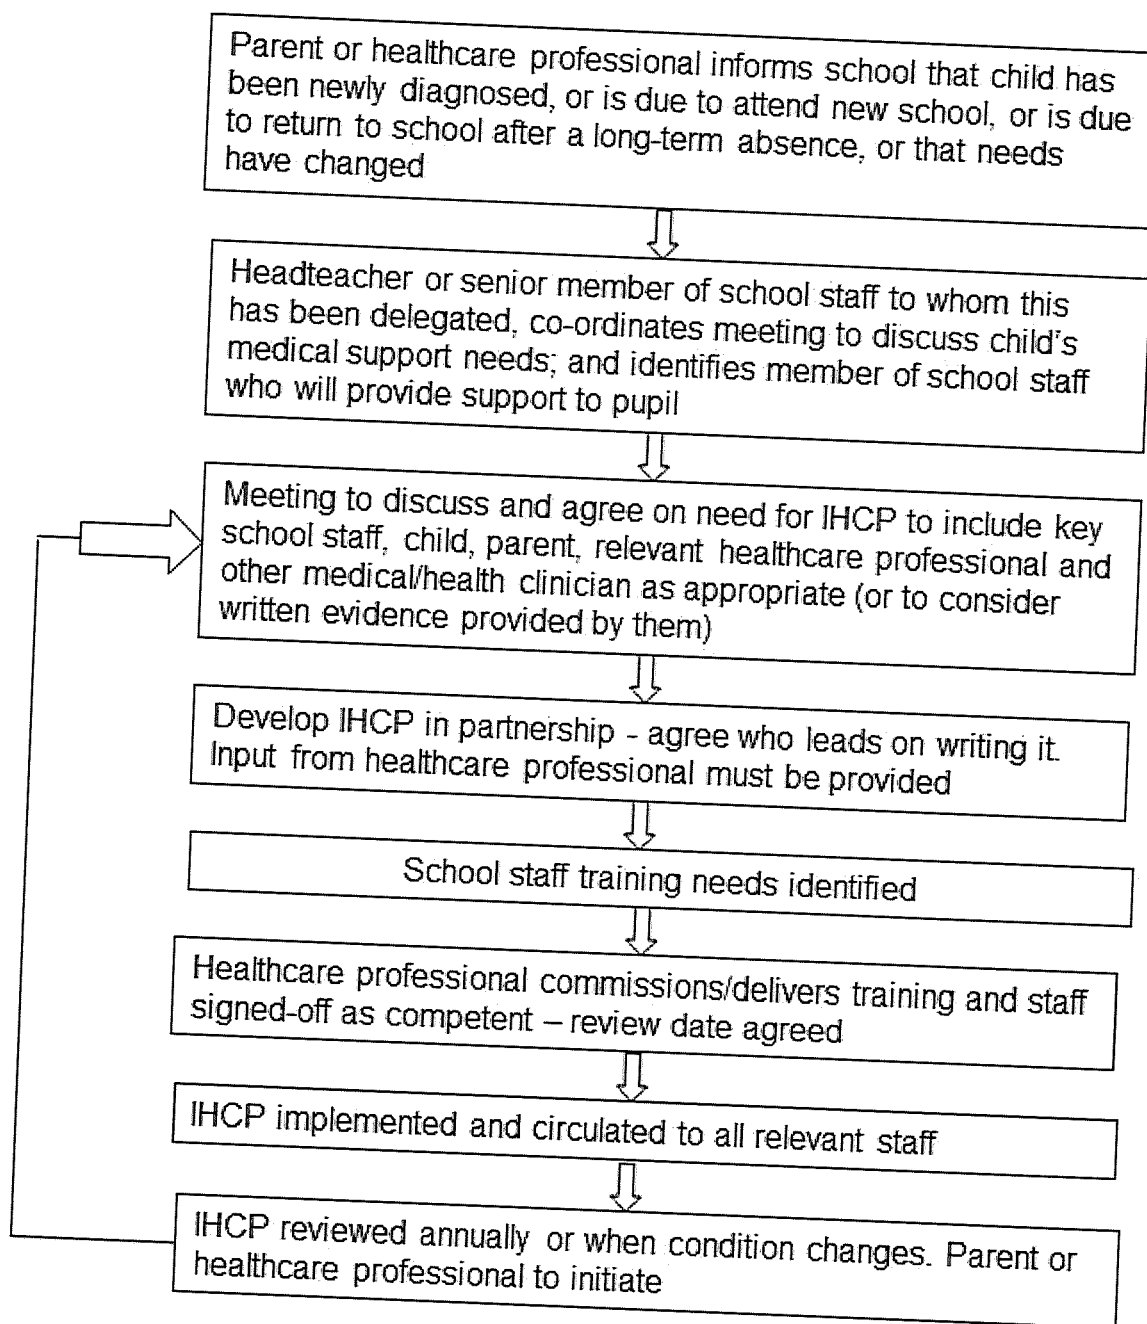 Parent or healthcare professional informs school that child has
been newly diagnosed, or is due to attend new school, or is due
to return to school after a long-term absence, or that needs
have changed
Headteacher or senior member of school staff to whom this
has been delegated, co-ordinates meeting to discuss child's
medical support needs; and identifies member of school staff
who will provide support to pupil
Meeting to discuss and agree on need for IHCP to include key
school staff, child, parent, relevant healthcare professional and
other medical/health clinician as appropriate (or to consider
written evidence provided by them)
Develop IHCP in partnership - agree who leads on writing it.
Input from healthcare professional must be provided
School staff training needs identified
Healthcare professional commissions/delivers training and staff
signed-off as competent – review date agreed
IHCP implemented and circulated to all relevant staff
IHCP reviewed annually or when condition changes. Parent or
healthcare professional to initiate